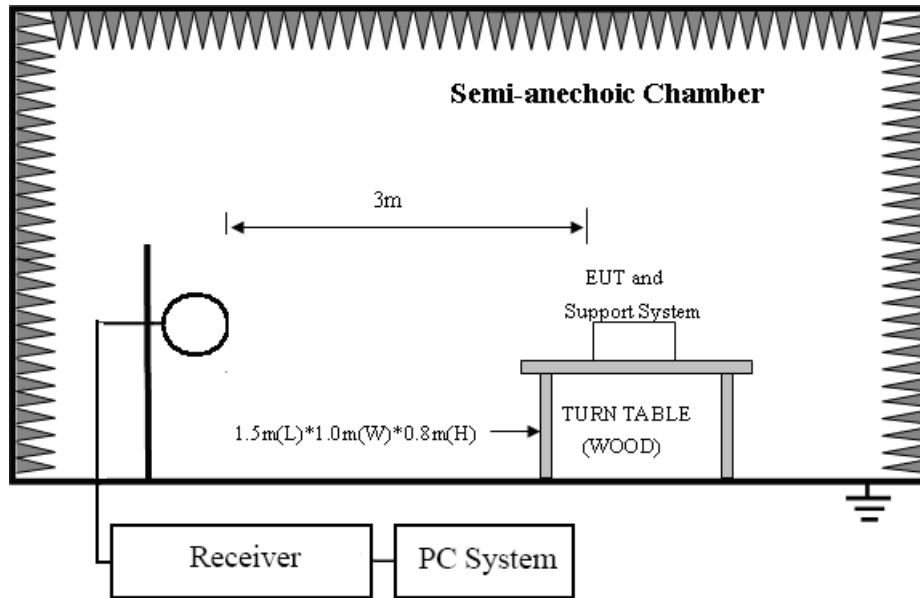 Semi-anechoic Chamber
3m
EUT and
Support System
1.5m(L)*1.0m(W)*0.8m(H)
TURN TABLE
(WOOD)
Receiver
PC System